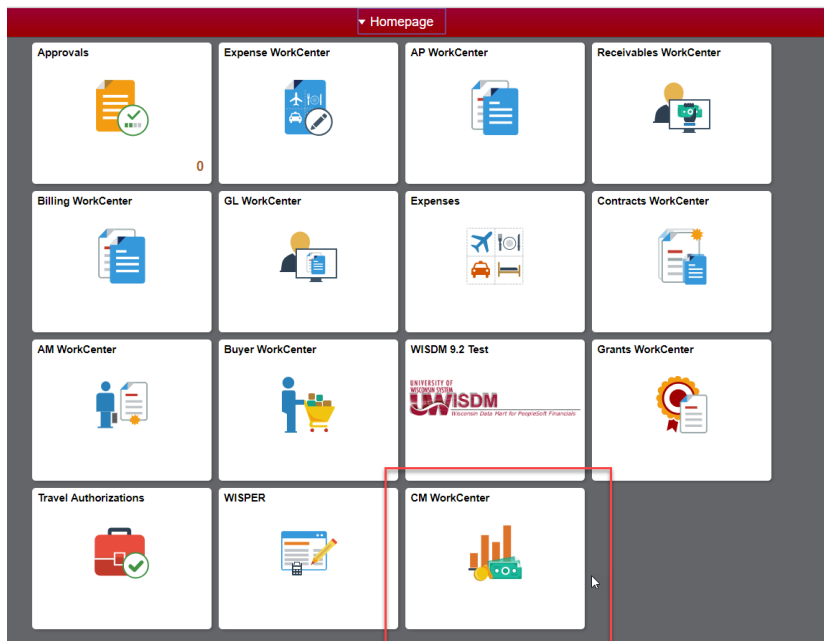 Homepage
Approvals
Expense WorkCenter
AP WorkCenter
Receivables WorkCenter
0
Billing WorkCenter
GL WorkCenter
Expenses
Contracts WorkCenter
AM WorkCenter
Buyer WorkCenter
WISDM 9.2 Test
Grants WorkCenter
UNIVERSITY OF
WISCONSIN SYSTEM
UWISDM
Wisconsin Data Mart for PeopleSoft Financials
Travel Authorizations
WISPER
CM WorkCenter